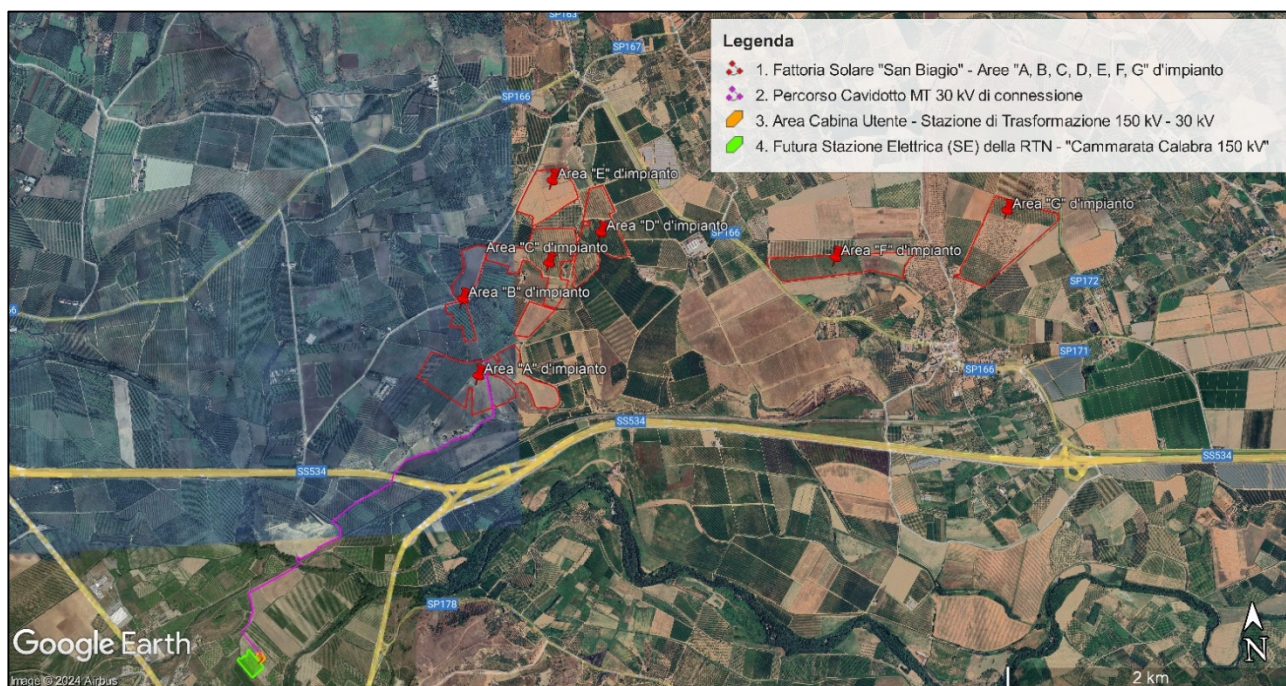 Legenda
1. Fattoria Solare "San Biagio" - Aree "A, B, C, D, E, F, G" d'impianto
2. Percorso Cavidotto MT 30 kV di connessione
3. Area Cabina Utente - Stazione di Trasformazione 150 kV - 30 kV
4. Futura Stazione Elettrica (SE) della RTN - "Cammarata Calabra 150 kV"
SP163
SP167
SP166
Area "E" d'impianto
Area "G" d'impianto
Area "D" d'impianto
SP166
Area "C" d'impianto
Area "F" d'impianto
SP172
Area "B" d'impianto
SP171
Area "A" d'impianto
SP166
SS534
SS534
SS534
SP178
Google Earth
Image © 2024 Airbus
N
2 km